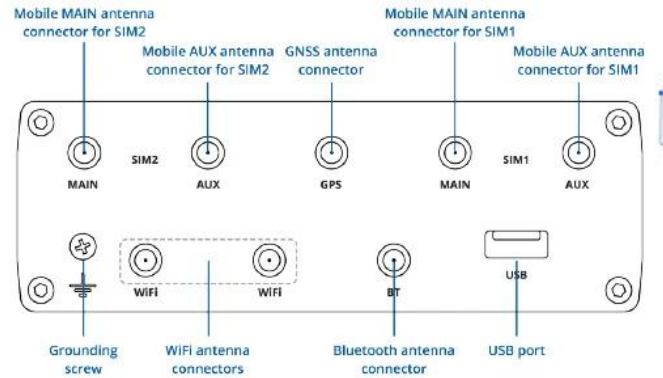 Mobile MAIN antenna
connector for SIM2
Mobile AUX antenna
connector for SIM2
GNSS antenna
connector
Mobile MAIN antenna
connector for SIM1
Mobile AUX antenna
connector for SIM1
MAIN
SIM2
AUX
GPS
MAIN
SIM1
AUX
WiFi
WiFi
BT
USB
Grounding
screw
WiFi antenna
connectors
Bluetooth antenna
connector
USB port